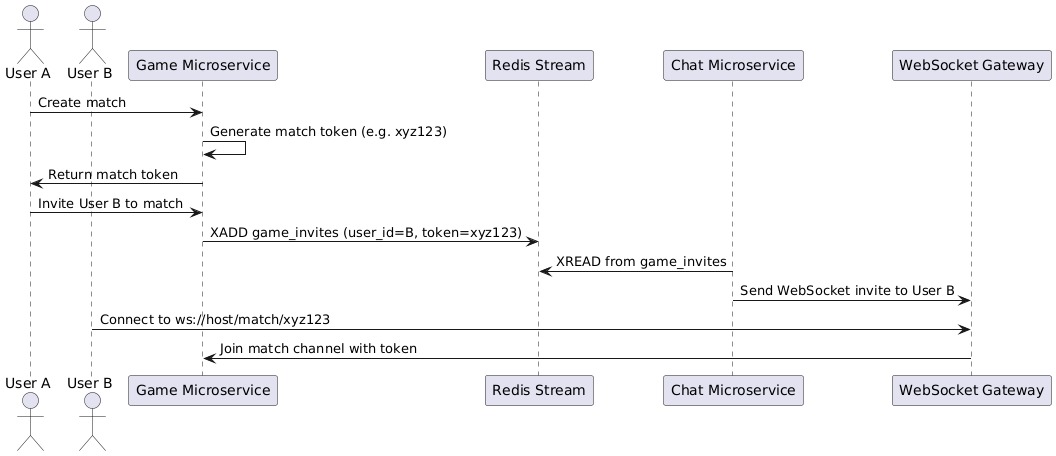 User A
User B
Game Microservice
Redis Stream
Chat Microservice
WebSocket Gateway
Create match
Generate match token (e.g. xyz123)
Return match token
Invite User B to match
XADD game_invites (user_id=B, token=xyz123)
XREAD from game_invites
Send WebSocket invite to User B
Connect to ws://host/match/xyz123
Join match channel with token
User A
User B
Game Microservice
Redis Stream
Chat Microservice
WebSocket Gateway